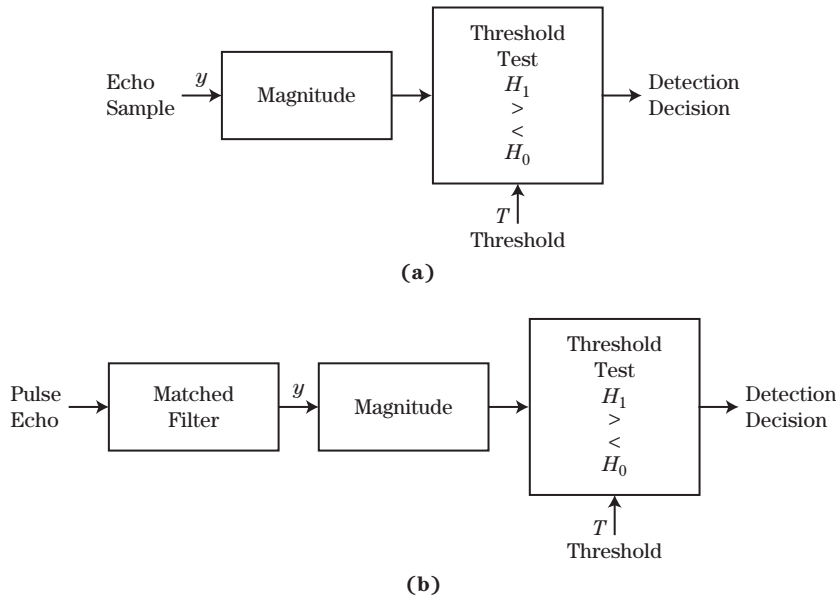 Echo
Sample
y
Magnitude
Threshold
Test
H1
>
<
H0
Detection
Decision
T
Threshold
(a)
Pulse
Echo
Matched
Filter
y
Magnitude
Threshold
Test
H1
>
<
H0
Detection
Decision
T
Threshold
(b)